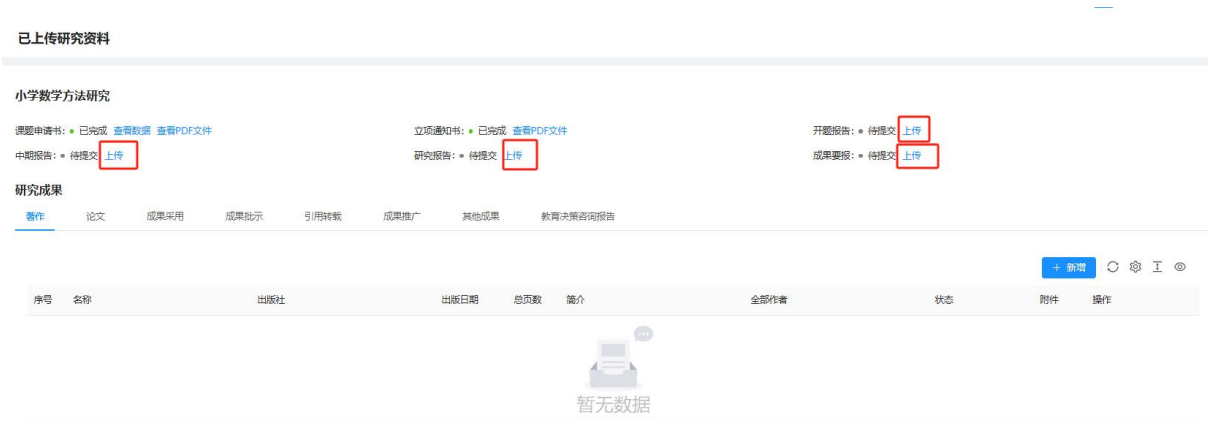 已上传研究资料
小学数学方法研究
课题申请书: 已完成 查看数据 查看PDF文件 立项通知书: 已完成 查看PDF文件 开题报告: 待提交 上传
中期报告: 待提交 上传 研究报告: 待提交 上传 成果要报: 待提交 上传
研究成果
著作 论文 成果采用 成果批示 引用转载 成果推广 其他成果 教育决策咨询报告
+ 新增
序号 名称 出版社 出版日期 总页数 简介 全部作者 状态 附件 操作
暂无数据